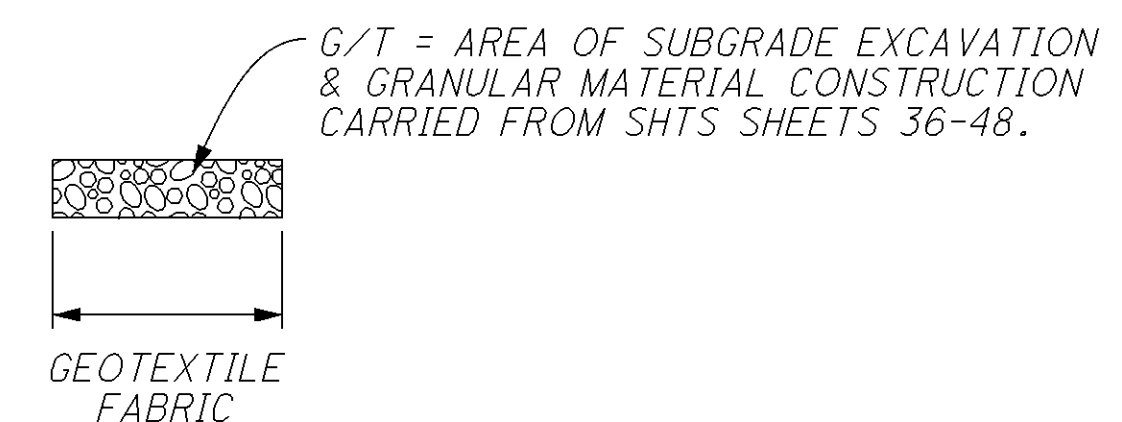 G/T = AREA OF SUBGRADE EXCAVATION
& GRANULAR MATERIAL CONSTRUCTION
CARRIED FROM SHTS SHEETS 36-48.
GEOTEXTILE
FABRIC